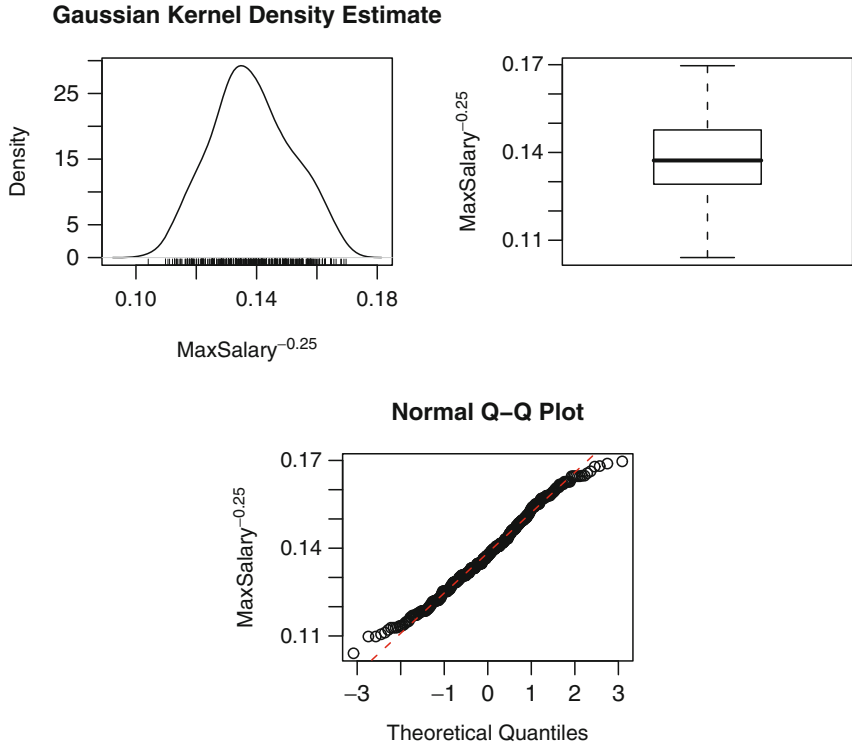 Gaussian Kernel Density Estimate
Density
25
15
5
0
0.10 0.14 0.18
MaxSalary−0.25
MaxSalary−0.25
0.17
0.14
0.11
Normal Q−Q Plot
MaxSalary−0.25
0.17
0.14
0.11
−3 −1 0 1 2 3
Theoretical Quantiles